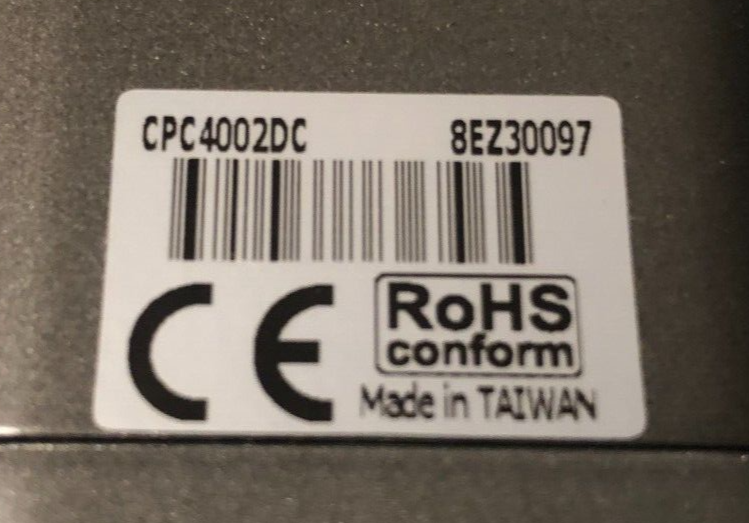 CPC4002DC 8EZ30097
CE
RoHS
conform
Made in TAIWAN